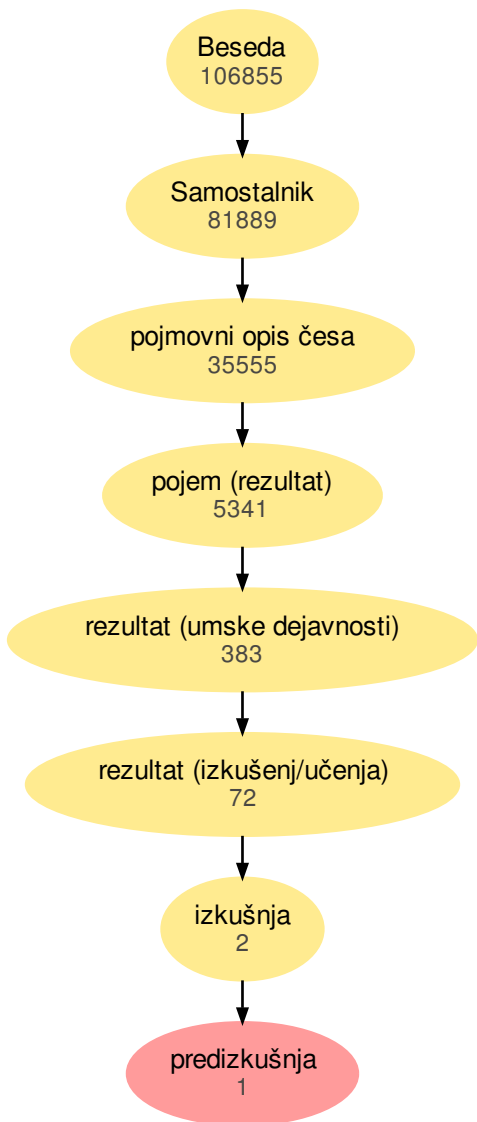 Beseda
106855
Samostalnik
81889
pojmovni opis česa
35555
pojem (rezultat)
5341
rezultat (umske dejavnosti)
383
rezultat (izkušenj/učenja)
72
izkušnja
2
predizkušnja
1